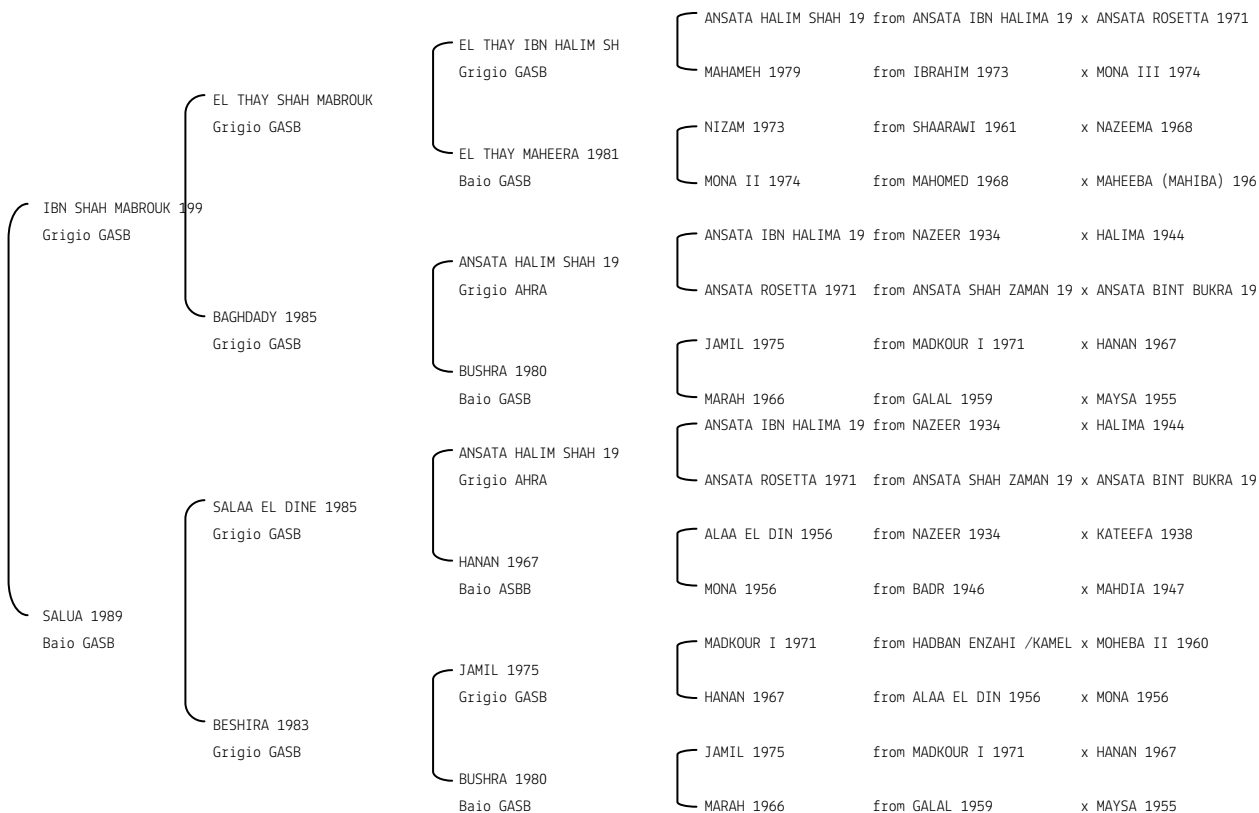 ANSATA HALIM SHAH 19 from ANSATA IBN HALIMA 19 x ANSATA ROSETTA 1971
EL THAY IBN HALIM SH
Grigio GASB
MAHAMEH 1979 from IBRAHIM 1973 x MONA III 1974
EL THAY SHAH MABROUK
Grigio GASB
NIZAM 1973 from SHAARAWI 1961 x NAZEEMA 1968
EL THAY MAHEERA 1981
Baio GASB
MONA II 1974 from MAHOMED 1968 x MAHEEBA (MAHIBA) 196
IBN SHAH MABROUK 199
Grigio GASB
ANSATA IBN HALIMA 19 from NAZEER 1934 x HALIMA 1944
ANSATA HALIM SHAH 19
Grigio AHRA
ANSATA ROSETTA 1971 from ANSATA SHAH ZAMAN 19 x ANSATA BINT BUKRA 19
BAGHDADY 1985
Grigio GASB
JAMIL 1975 from MADKOUR I 1971 x HANAN 1967
BUSHRA 1980
Baio GASB
MARAH 1966 from GALAL 1959 x MAYSA 1955
ANSATA IBN HALIMA 19 from NAZEER 1934 x HALIMA 1944
ANSATA HALIM SHAH 19
Grigio AHRA
ANSATA ROSETTA 1971 from ANSATA SHAH ZAMAN 19 x ANSATA BINT BUKRA 19
SALAA EL DINE 1985
Grigio GASB
ALAA EL DIN 1956 from NAZEER 1934 x KATEEFA 1938
HANAN 1967
Baio ASBB
MONA 1956 from BADR 1946 x MAHDIA 1947
SALUA 1989
Baio GASB
MADKOUR I 1971 from HADBAN ENZAHI /KAMEL x MOHEBA II 1960
JAMIL 1975
Grigio GASB
HANAN 1967 from ALAA EL DIN 1956 x MONA 1956
BESHIRA 1983
Grigio GASB
JAMIL 1975 from MADKOUR I 1971 x HANAN 1967
BUSHRA 1980
Baio GASB
MARAH 1966 from GALAL 1959 x MAYSA 1955